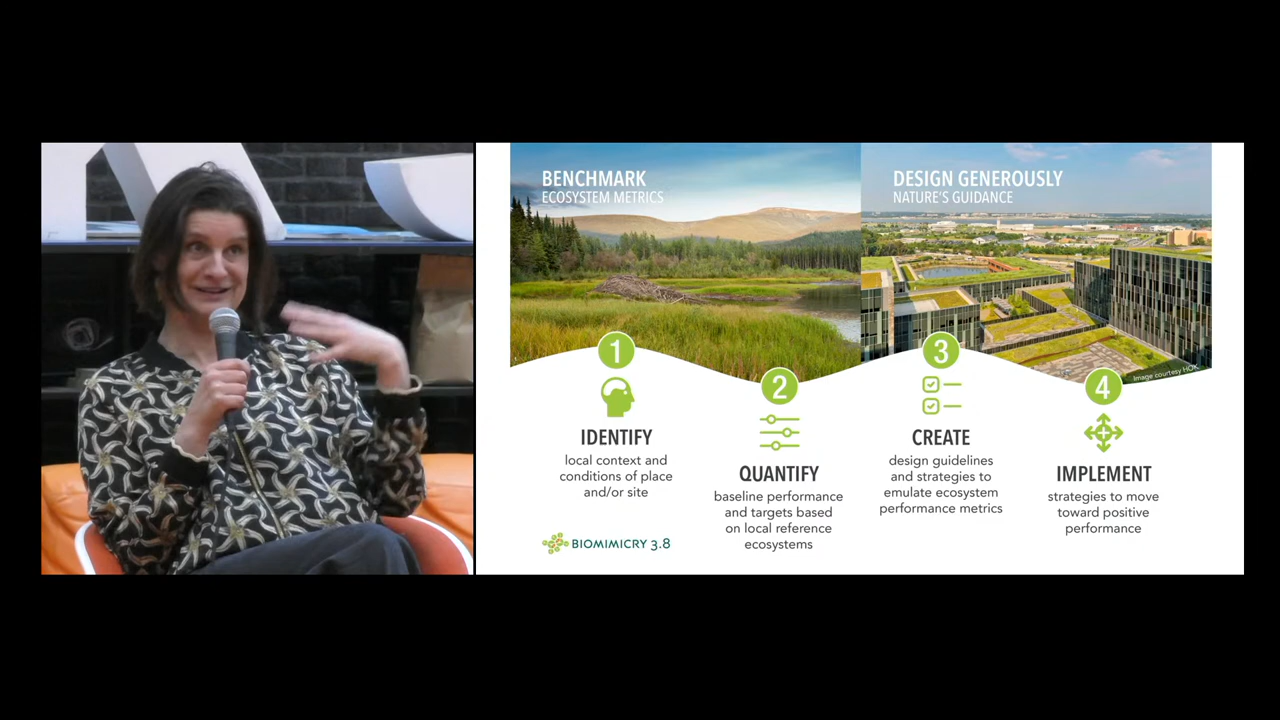 BENCHMARK
ECOSYSTEM METRICS
DESIGN GENEROUSLY
NATURE'S GUIDANCE
Image courtesy HOK
1
IDENTIFY
local context and
conditions of place
and/or site
2
QUANTIFY
baseline performance
and targets based
on local reference
ecosystems
3
CREATE
design guidelines
and strategies to
emulate ecosystem
performance metrics
4
IMPLEMENT
strategies to move
toward positive
performance
BIOMIMICRY 3.8